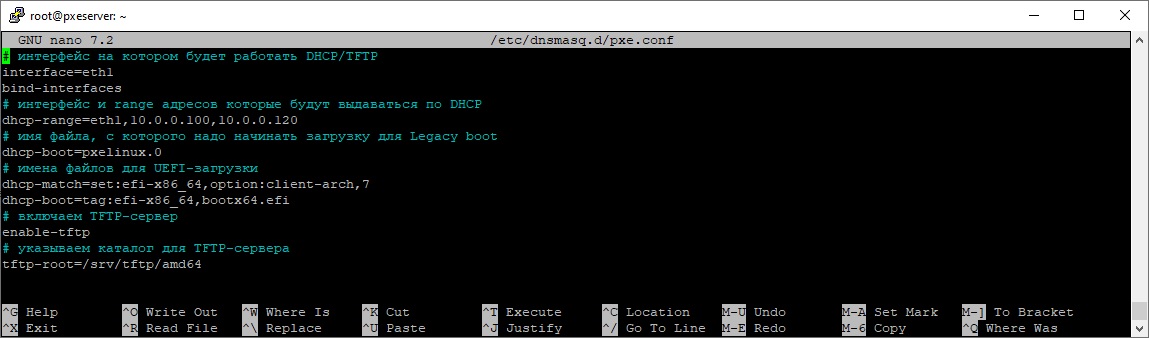 root@pxeserver: ~
GNU nano 7.2 /etc/dnsmasq.d/pxe.conf
# интерфейс на котором будет работать DHCP/TFTP
interface=eth1
bind-interfaces
# интерфейс и range адресов которые будут выдаваться по DHCP
dhcp-range=eth1,10.0.0.100,10.0.0.120
# имя файла, с которого надо начинать загрузку для Legacy boot
dhcp-boot=pxelinux.0
# имена файлов для UEFI-загрузки
dhcp-match=set:efi-x86_64,option:client-arch,7
dhcp-boot=tag:efi-x86_64,bootx64.efi
# включаем TFTP-сервер
enable-tftp
# указываем каталог для TFTP-сервера
tftp-root=/srv/tftp/amd64
^G Help ^O Write Out ^W Where Is ^K Cut ^T Execute ^C Location M-U Undo M-A Set Mark M-] To Bracket
^X Exit ^R Read File ^\ Replace ^U Paste ^J Justify ^/ Go To Line M-E Redo M-6 Copy ^Q Where Was